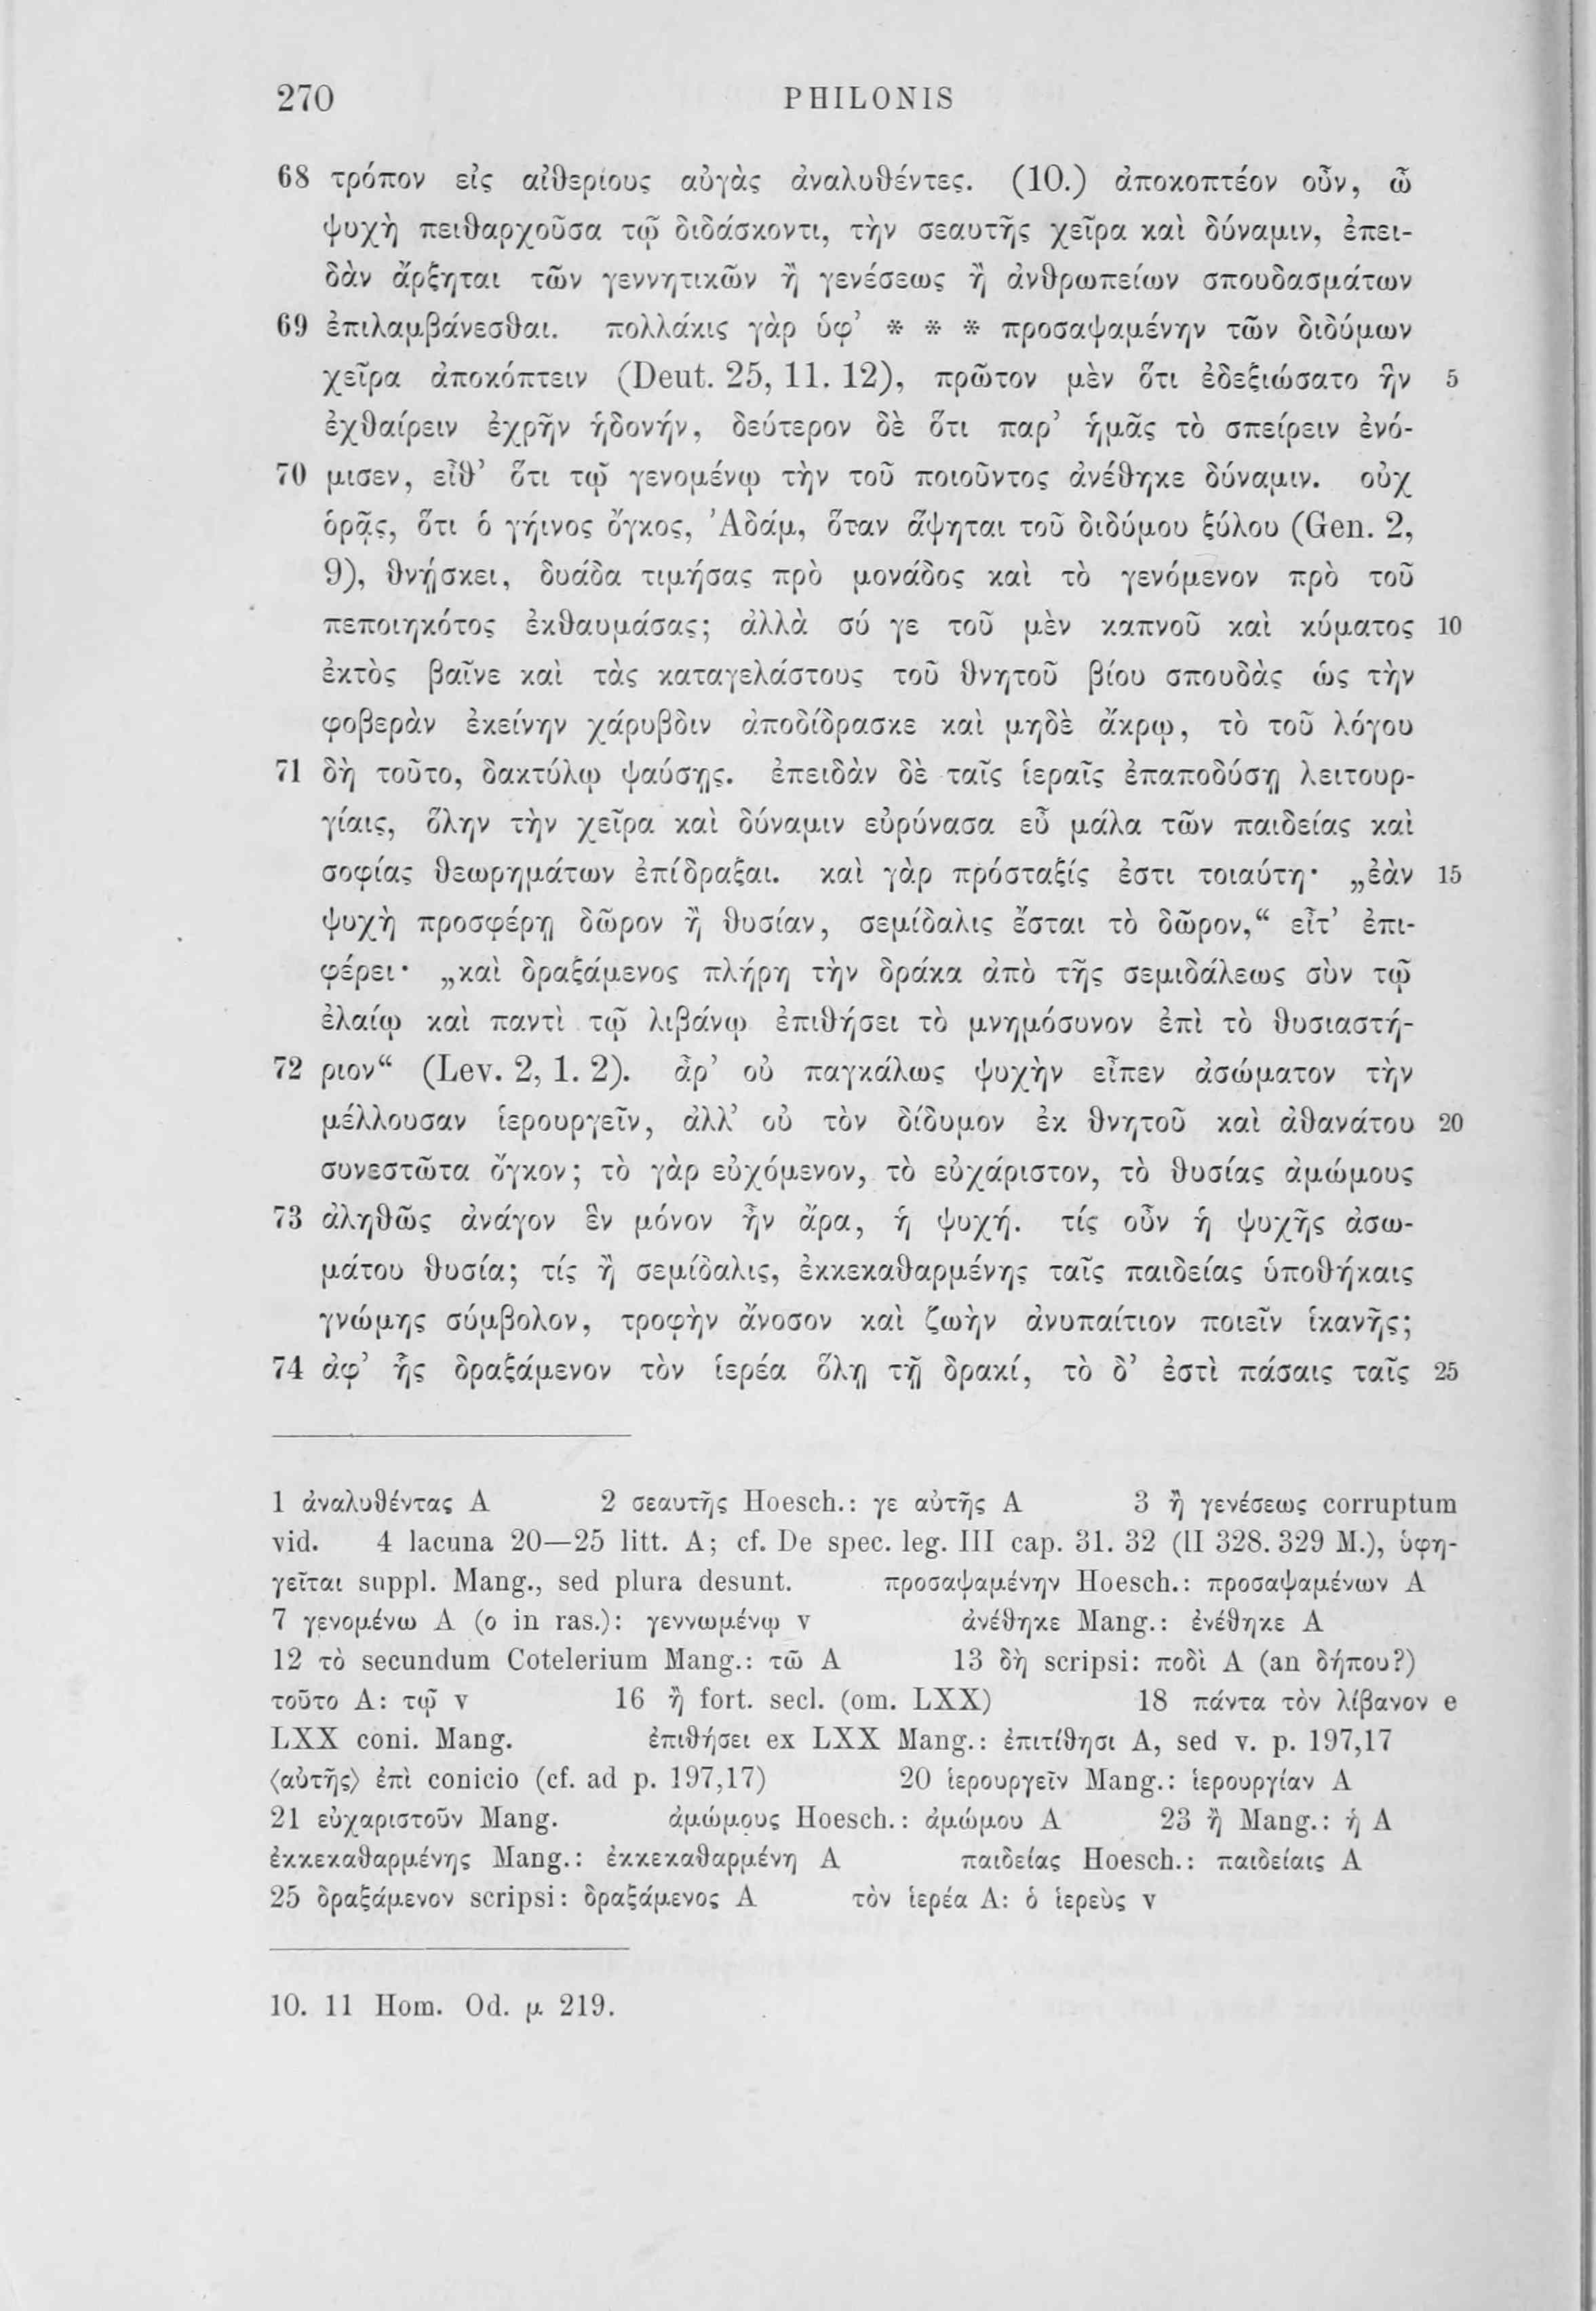 270 PHILONIS
68 τρόπον εἰς αἰθερίους αὐγὰς ἀναλυθέντες. (10.) ἀποκοπτέον οὖν, ὦ
ψυχὴ πειθαρχοῦσα τῷ διδάσκοντι, τὴν σεαυτῆς χεῖρα καὶ δύναμιν, ἐπει-
δὰν ἄρξηται τῶν γεννητικῶν ἢ γενέσεως ἢ ἀνθρωπείων σπουδασμάτων
69 ἐπιλαμβάνεσθαι. πολλάκις γὰρ ὑφ’ * * * προσαψαμένην τῶν διδύμων
χεῖρα ἀποκόπτειν (Deut. 25, 11. 12), πρῶτον μὲν ὅτι ἐδεξιώσατο ἣν 5
ἐχθαίρειν ἐχρῆν ἡδονήν, δεύτερον δὲ ὅτι παρ’ ἡμᾶς τὸ σπείρειν ἐνό-
70 μισεν, εἶθ’ ὅτι τῷ γενομένῳ τὴν τοῦ ποιοῦντος ἀνέθηκε δύναμιν. οὐχ
ὁρᾷς, ὅτι ὁ γήινος ὄγκος, Ἀδάμ, ὅταν ἅψηται τοῦ διδύμου ξύλου (Gen. 2,
9), θνῄσκει, δυάδα τιμήσας πρὸ μονάδος καὶ τὸ γενόμενον πρὸ τοῦ
πεποιηκότος ἐκθαυμάσας; ἀλλὰ σύ γε τοῦ μὲν καπνοῦ καὶ κύματος 10
ἐκτὸς βαῖνε καὶ τὰς καταγελάστους τοῦ θνητοῦ βίου σπουδὰς ὡς τὴν
φοβερὰν ἐκείνην χάρυβδιν ἀποδίδρασκε καὶ μηδὲ ἄκρῳ, τὸ τοῦ λόγου
71 δὴ τοῦτο, δακτύλῳ ψαύσῃς. ἐπειδὰν δὲ ταῖς ἱεραῖς ἐπαποδύσῃ λειτουρ-
γίαις, ὅλην τὴν χεῖρα καὶ δύναμιν εὐρύνασα εὖ μάλα τῶν παιδείας καὶ
σοφίας θεωρημάτων ἐπίδραξαι. καὶ γὰρ πρόσταξίς ἐστι τοιαύτη· „ἐὰν 15
ψυχὴ προσφέρῃ δῶρον ἢ θυσίαν, σεμίδαλις ἔσται τὸ δῶρον,“ εἶτ’ ἐπι-
φέρει· „καὶ δραξάμενος πλήρη τὴν δράκα ἀπὸ τῆς σεμιδάλεως σὺν τῷ
ἐλαίῳ καὶ παντὶ τῷ λιβάνῳ ἐπιθήσει τὸ μνημόσυνον ἐπὶ τὸ θυσιαστή-
72 ριον“ (Lev. 2, 1. 2). ἆρ’ οὐ παγκάλως ψυχὴν εἶπεν ἀσώματον τὴν
μέλλουσαν ἱερουργεῖν, ἀλλ’ οὐ τὸν δίδυμον ἐκ θνητοῦ καὶ ἀθανάτου 20
συνεστῶτα ὄγκον; τὸ γὰρ εὐχόμενον, τὸ εὐχάριστον, τὸ θυσίας ἀμώμους
73 ἀληθῶς ἀνάγον ἓν μόνον ἦν ἄρα, ἡ ψυχή. τίς οὖν ἡ ψυχῆς ἀσω-
μάτου θυσία; τίς ἢ σεμίδαλις, ἐκκεκαθαρμένης ταῖς παιδείας ὑποθήκαις
γνώμης σύμβολον, τροφὴν ἄνοσον καὶ ζωὴν ἀνυπαίτιον ποιεῖν ἱκανῆς;
74 ἀφ’ ἧς δραξάμενον τὸν ἱερέα ὅλῃ τῇ δρακί, τὸ δ’ ἐστὶ πάσαις ταῖς 25
1 ἀναλυθέντας A 2 σεαυτῆς Hoesch.: γε αὐτῆς A 3 ἢ γενέσεως corruptum
vid. 4 lacuna 20—25 litt. A; cf. De spec. leg. III cap. 31. 32 (II 328. 329 M.), ὑφη-
γεῖται suppl. Mang., sed plura desunt. προσαψαμένην Hoesch.: προσαψαμένων A
7 γενομένω A (ο in ras.): γεννωμένῳ v ἀνέθηκε Mang.: ἐνέθηκε A
12 τὸ secundum Cotelerium Mang.: τῶ A 13 δὴ scripsi: ποδὶ A (an δήπου?)
τοῦτο A: τῷ v 16 ἢ fort. secl. (om. LXX) 18 πάντα τὸν λίβανον e
LXX coni. Mang. ἐπιθήσει ex LXX Mang.: ἐπιτίθησι A, sed v. p. 197,17
⟨αὐτῆς⟩ ἐπὶ conicio (cf. ad p. 197,17) 20 ἱερουργεῖν Mang.: ἱερουργίαν A
21 εὐχαριστοῦν Mang. ἀμώμους Hoesch.: ἀμώμου A 23 ἢ Mang.: ἡ A
ἐκκεκαθαρμένης Mang.: ἐκκεκαθαρμένη A παιδείας Hoesch.: παιδείαις A
25 δραξάμενον scripsi: δραξάμενος A τὸν ἱερέα A: ὁ ἱερεὺς v
10. 11 Hom. Od. μ 219.